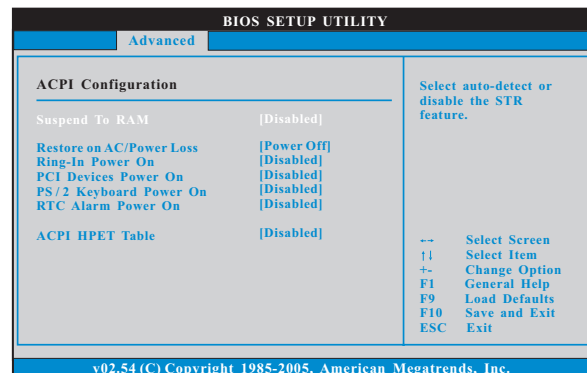 BIOS SETUP UTILITY
Advanced
ACPI Configuration
Suspend To RAM [Disabled]
Restore on AC/Power Loss [Power Off]
Ring-In Power On [Disabled]
PCI Devices Power On [Disabled]
PS/2 Keyboard Power On [Disabled]
RTC Alarm Power On [Disabled]
ACPI HPET Table [Disabled]
Select auto-detect or
disable the STR
feature.
←→ Select Screen
↑↓ Select Item
+- Change Option
F1 General Help
F9 Load Defaults
F10 Save and Exit
ESC Exit
v02.54 (C) Copyright 1985-2005, American Megatrends, Inc.